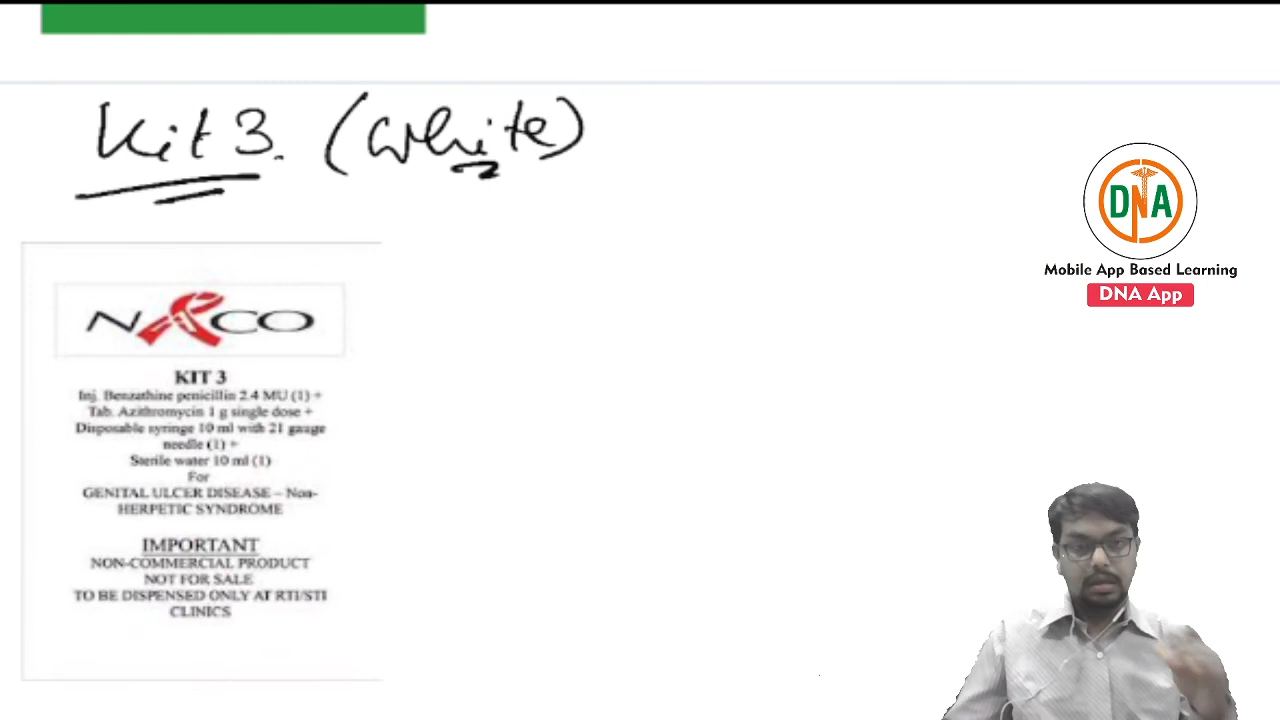 Kit 3. (White)
NACO
KIT 3
Inj. Benzathine penicillin 2.4 MU (1) +
Tab. Azithromycin 1 g single dose +
Disposable syringe 10 ml with 21 gauge
needle (1) +
Sterile water 10 ml (1)
For
GENITAL ULCER DISEASE – Non-
HERPETIC SYNDROME
IMPORTANT
NON-COMMERCIAL PRODUCT
NOT FOR SALE
TO BE DISPENSED ONLY AT RTI/STI
CLINICS
DNA
Mobile App Based Learning
DNA App